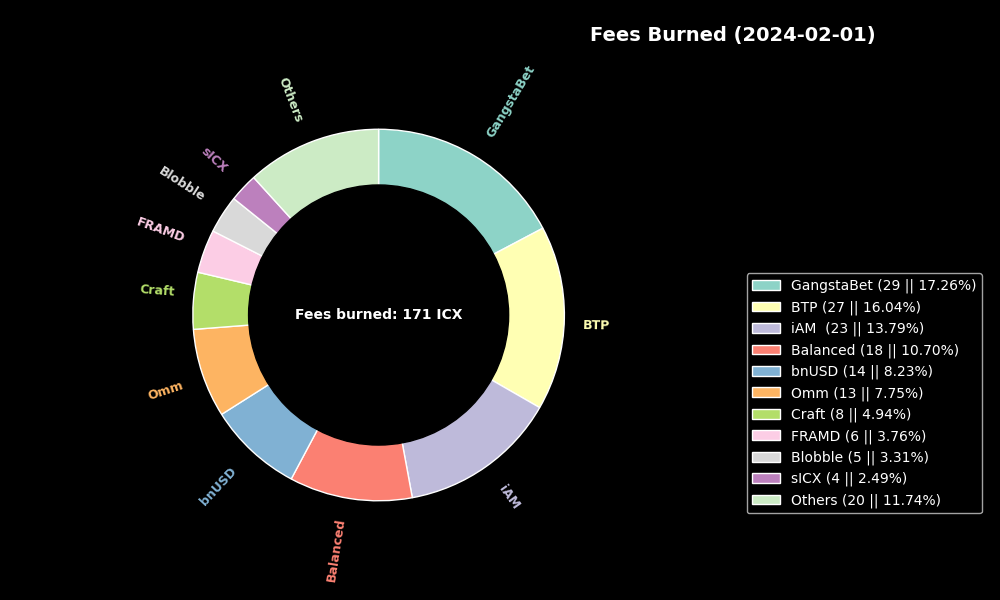 Fees Burned (2024-02-01)
GangstaBet
Others
sICX
Blobble
FRAMD
Craft
Fees burned: 171 ICX
BTP
Omm
bnUSD
iAM
Balanced
GangstaBet (29 || 17.26%)
BTP (27 || 16.04%)
iAM  (23 || 13.79%)
Balanced (18 || 10.70%)
bnUSD (14 || 8.23%)
Omm (13 || 7.75%)
Craft (8 || 4.94%)
FRAMD (6 || 3.76%)
Blobble (5 || 3.31%)
sICX (4 || 2.49%)
Others (20 || 11.74%)